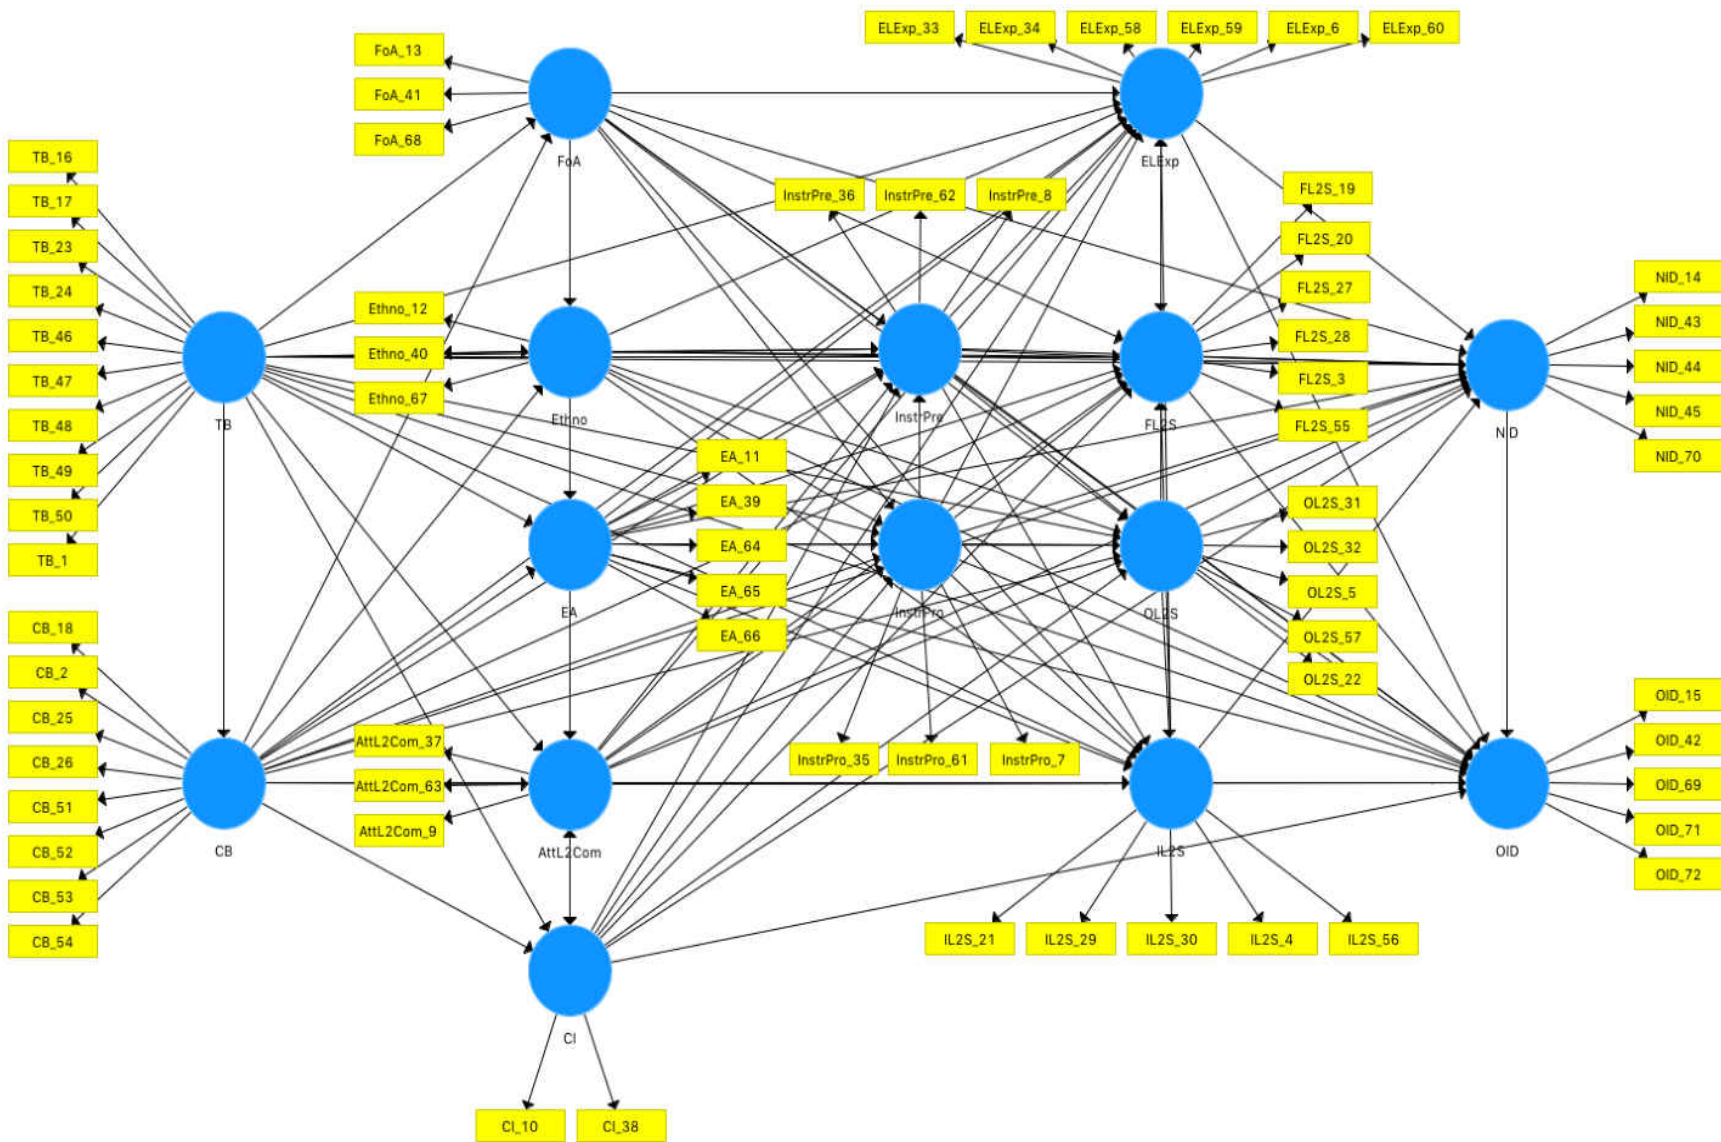 ELExp_33
ELExp_34
ELExp_58
ELExp_59
ELExp_6
ELExp_60
FoA_13
FoA_41
FoA_68
FoA
ELExp
TB_16
TB_17
TB_23
TB_24
TB_46
TB_47
TB_48
TB_49
TB_50
TB_1
TB
InstrPre_36
InstrPre_62
InstrPre_8
FL2S_19
FL2S_20
FL2S_27
FL2S_28
FL2S_3
FL2S_55
NID_14
NID_43
NID_44
NID_45
NID_70
Ethno_12
Ethno_40
Ethno_67
Ethno
InstrPre
FL2S
NID
EA_11
EA_39
EA_64
EA_65
EA_66
EA
InstrPro
OL2S
OL2S_31
OL2S_32
OL2S_5
OL2S_57
OL2S_22
CB_18
CB_2
CB_25
CB_26
CB_51
CB_52
CB_53
CB_54
CB
AttL2Com_37
AttL2Com_63
AttL2Com_9
AttL2Com
InstrPro_35
InstrPro_61
InstrPro_7
IL2S
OID
OID_15
OID_42
OID_69
OID_71
OID_72
IL2S_21
IL2S_29
IL2S_30
IL2S_4
IL2S_56
CI
CI_10
CI_38